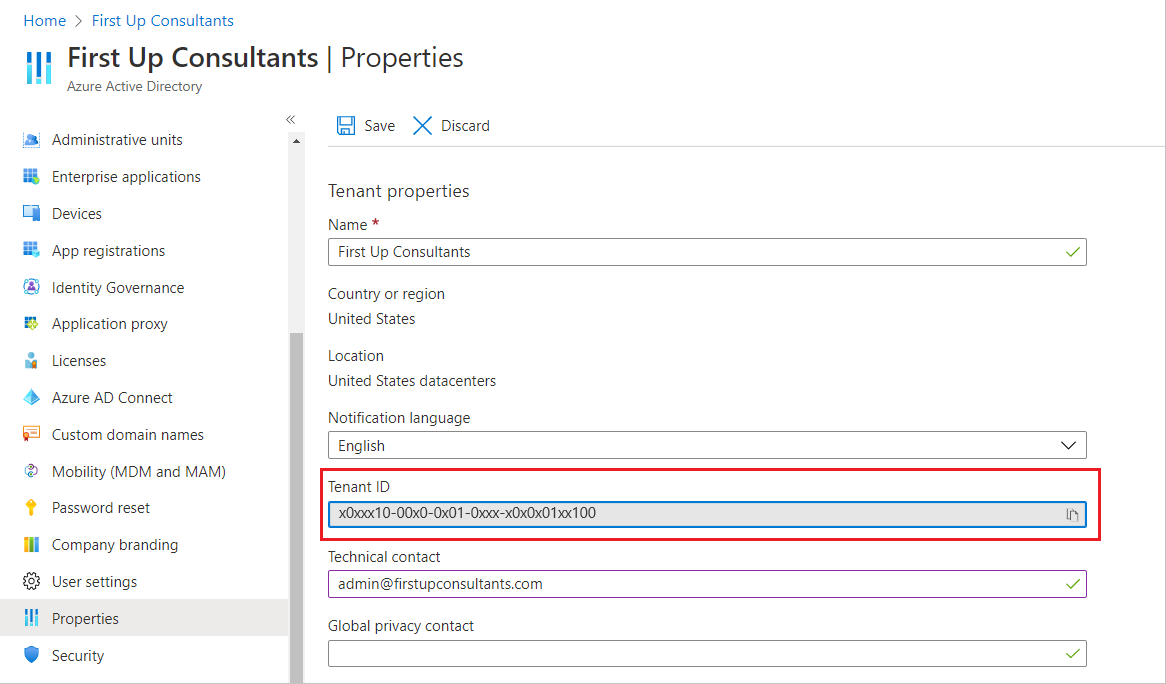 Home > First Up Consultants
First Up Consultants | Properties
Azure Active Directory
«
Administrative units
Enterprise applications
Devices
App registrations
Identity Governance
Application proxy
Licenses
Azure AD Connect
Custom domain names
Mobility (MDM and MAM)
Password reset
Company branding
User settings
Properties
Security
Save Discard
Tenant properties
Name *
First Up Consultants
Country or region
United States
Location
United States datacenters
Notification language
English
Tenant ID
x0xxx10-00x0-0x01-0xxx-x0x0x01xx100
Technical contact
admin@firstupconsultants.com
Global privacy contact